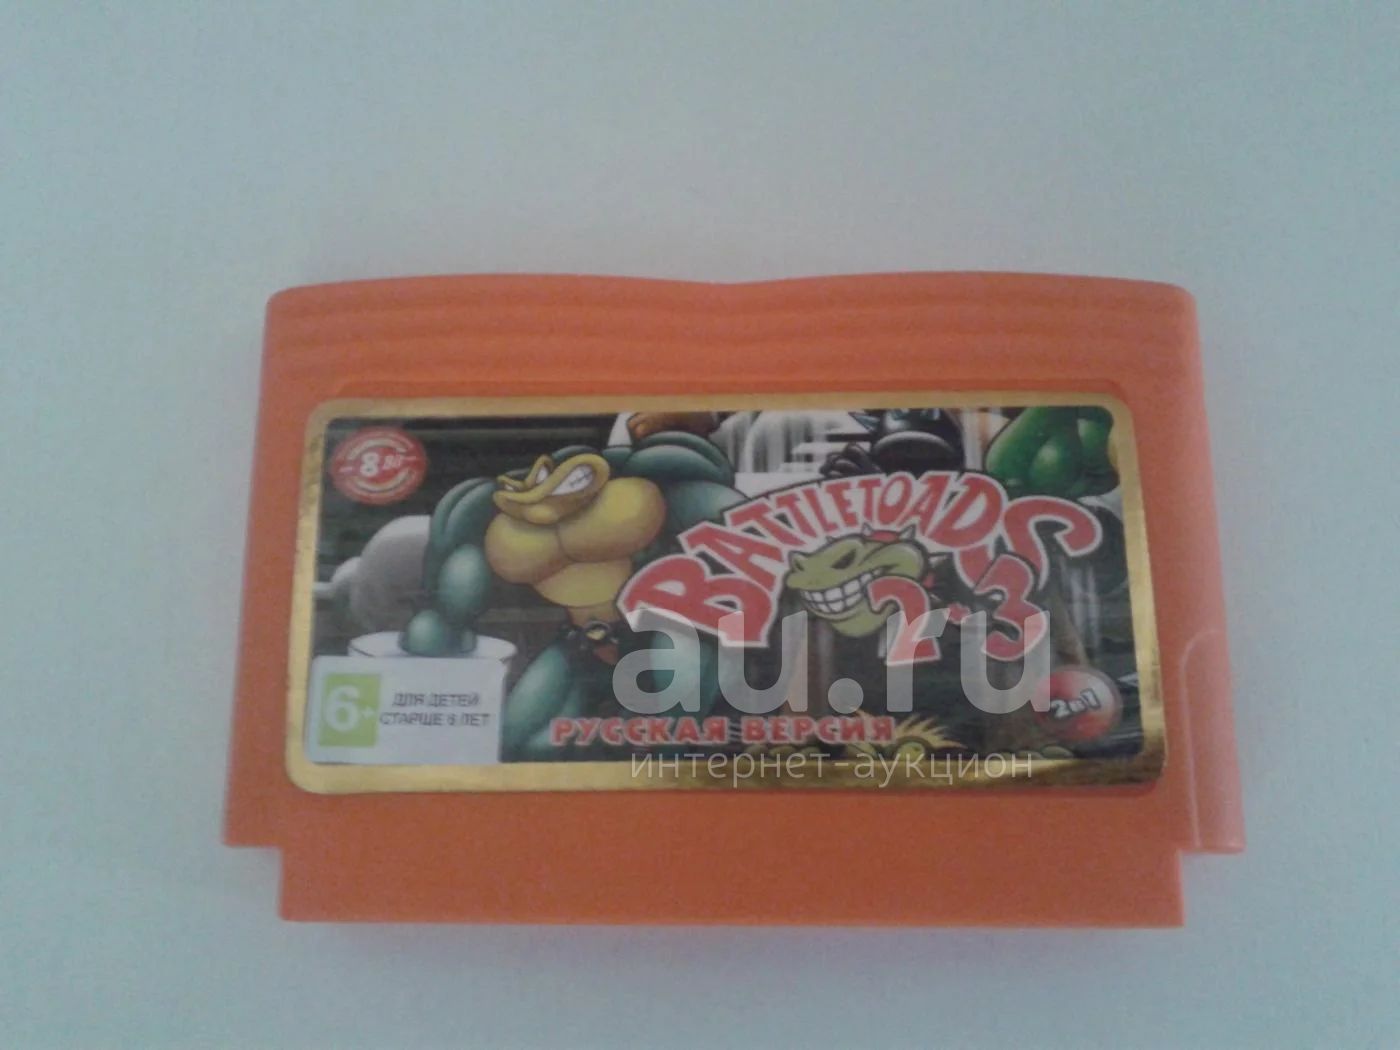 8 BIT
BATTLETOADS
2-3
6+
ДЛЯ ДЕТЕЙ
СТАРШЕ 6 ЛЕТ
РУССКАЯ ВЕРСИЯ
2в1
au.ru
интернет-аукцион